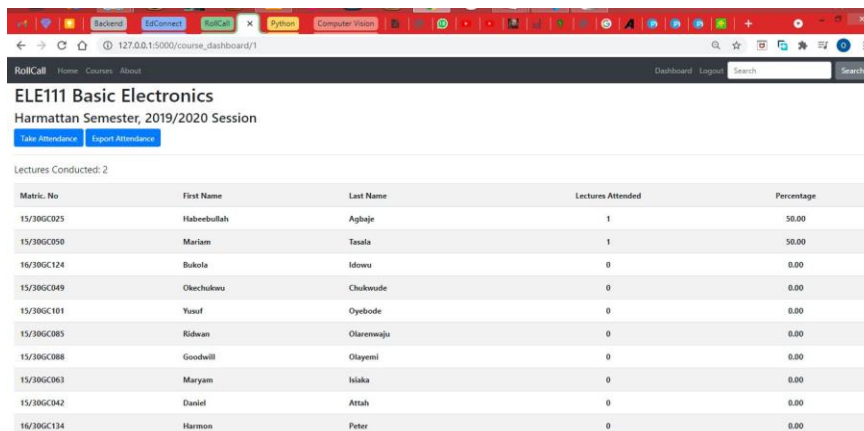 Backend EdConnect RollCall Python Computer Vision
127.0.0.1:5000/course_dashboard/1
RollCall Home Courses About Dashboard Logout Search Search
ELE111 Basic Electronics
Harmattan Semester, 2019/2020 Session
Take Attendance Export Attendance
Lectures Conducted: 2
Matric. No First Name Last Name Lectures Attended Percentage
15/30GC025 Habeebullah Agbaje 1 50.00
15/30GC050 Mariam Tasala 1 50.00
16/30GC124 Bukola Idowu 0 0.00
15/30GC049 Okechukwu Chukwude 0 0.00
15/30GC101 Yusuf Oyebode 0 0.00
15/30GC085 Ridwan Olarenwaju 0 0.00
15/30GC088 Goodwill Olayemi 0 0.00
15/30GC063 Maryam Isiaka 0 0.00
15/30GC042 Daniel Attah 0 0.00
16/30GC134 Harmon Peter 0 0.00